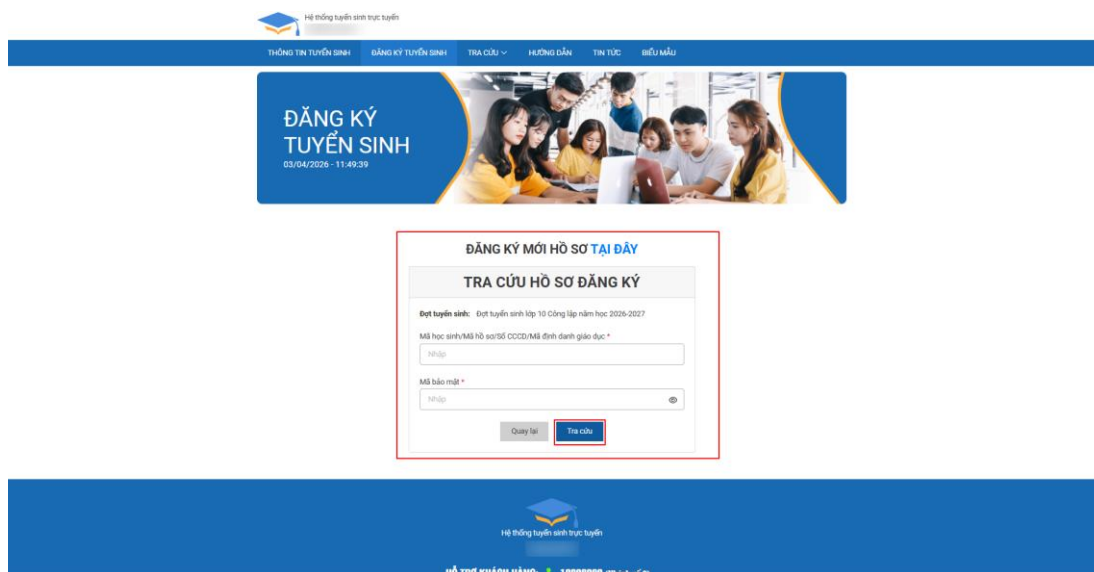 Hệ thống tuyển sinh trực tuyến
THÔNG TIN TUYỂN SINH ĐĂNG KÝ TUYỂN SINH TRA CỨU HƯỚNG DẪN TIN TỨC BIỂU MẪU
ĐĂNG KÝ
TUYỂN SINH
03/04/2026 - 11:49:39
ĐĂNG KÝ MỚI HỒ SƠ TẠI ĐÂY
TRA CỨU HỒ SƠ ĐĂNG KÝ
Đợt tuyển sinh: Đợt tuyển sinh lớp 10 Công lập năm học 2026-2027
Mã học sinh/Mã hồ sơ/Số CCCD/Mã định danh giáo dục *
Nhập
Mã bảo mật *
Nhập
Quay lại Tra cứu
Hệ thống tuyển sinh trực tuyến
HỖ TRỢ KHÁCH HÀNG: